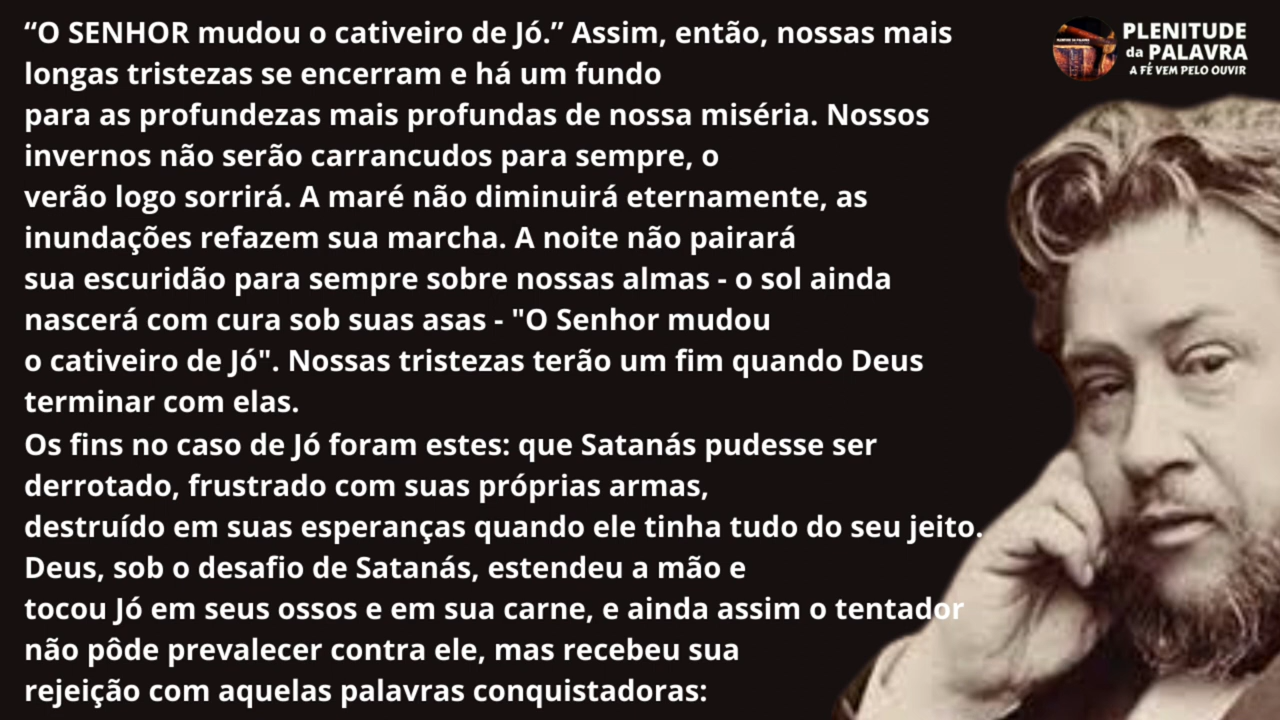 “O SENHOR mudou o cativeiro de Jó.” Assim, então, nossas mais
longas tristezas se encerram e há um fundo
para as profundezas mais profundas de nossa miséria. Nossos
invernos não serão carrancudos para sempre, o
verão logo sorrirá. A maré não diminuirá eternamente, as
inundações refazem sua marcha. A noite não pairará
sua escuridão para sempre sobre nossas almas - o sol ainda
nascerá com cura sob suas asas - "O Senhor mudou
o cativeiro de Jó". Nossas tristezas terão um fim quando Deus
terminar com elas.
Os fins no caso de Jó foram estes: que Satanás pudesse ser
derrotado, frustrado com suas próprias armas,
destruído em suas esperanças quando ele tinha tudo do seu jeito.
Deus, sob o desafio de Satanás, estendeu a mão e
tocou Jó em seus ossos e em sua carne, e ainda assim o tentador
não pôde prevalecer contra ele, mas recebeu sua
rejeição com aquelas palavras conquistadoras:
PLENITUDE
da PALAVRA
A FÉ VEM PELO OUVIR